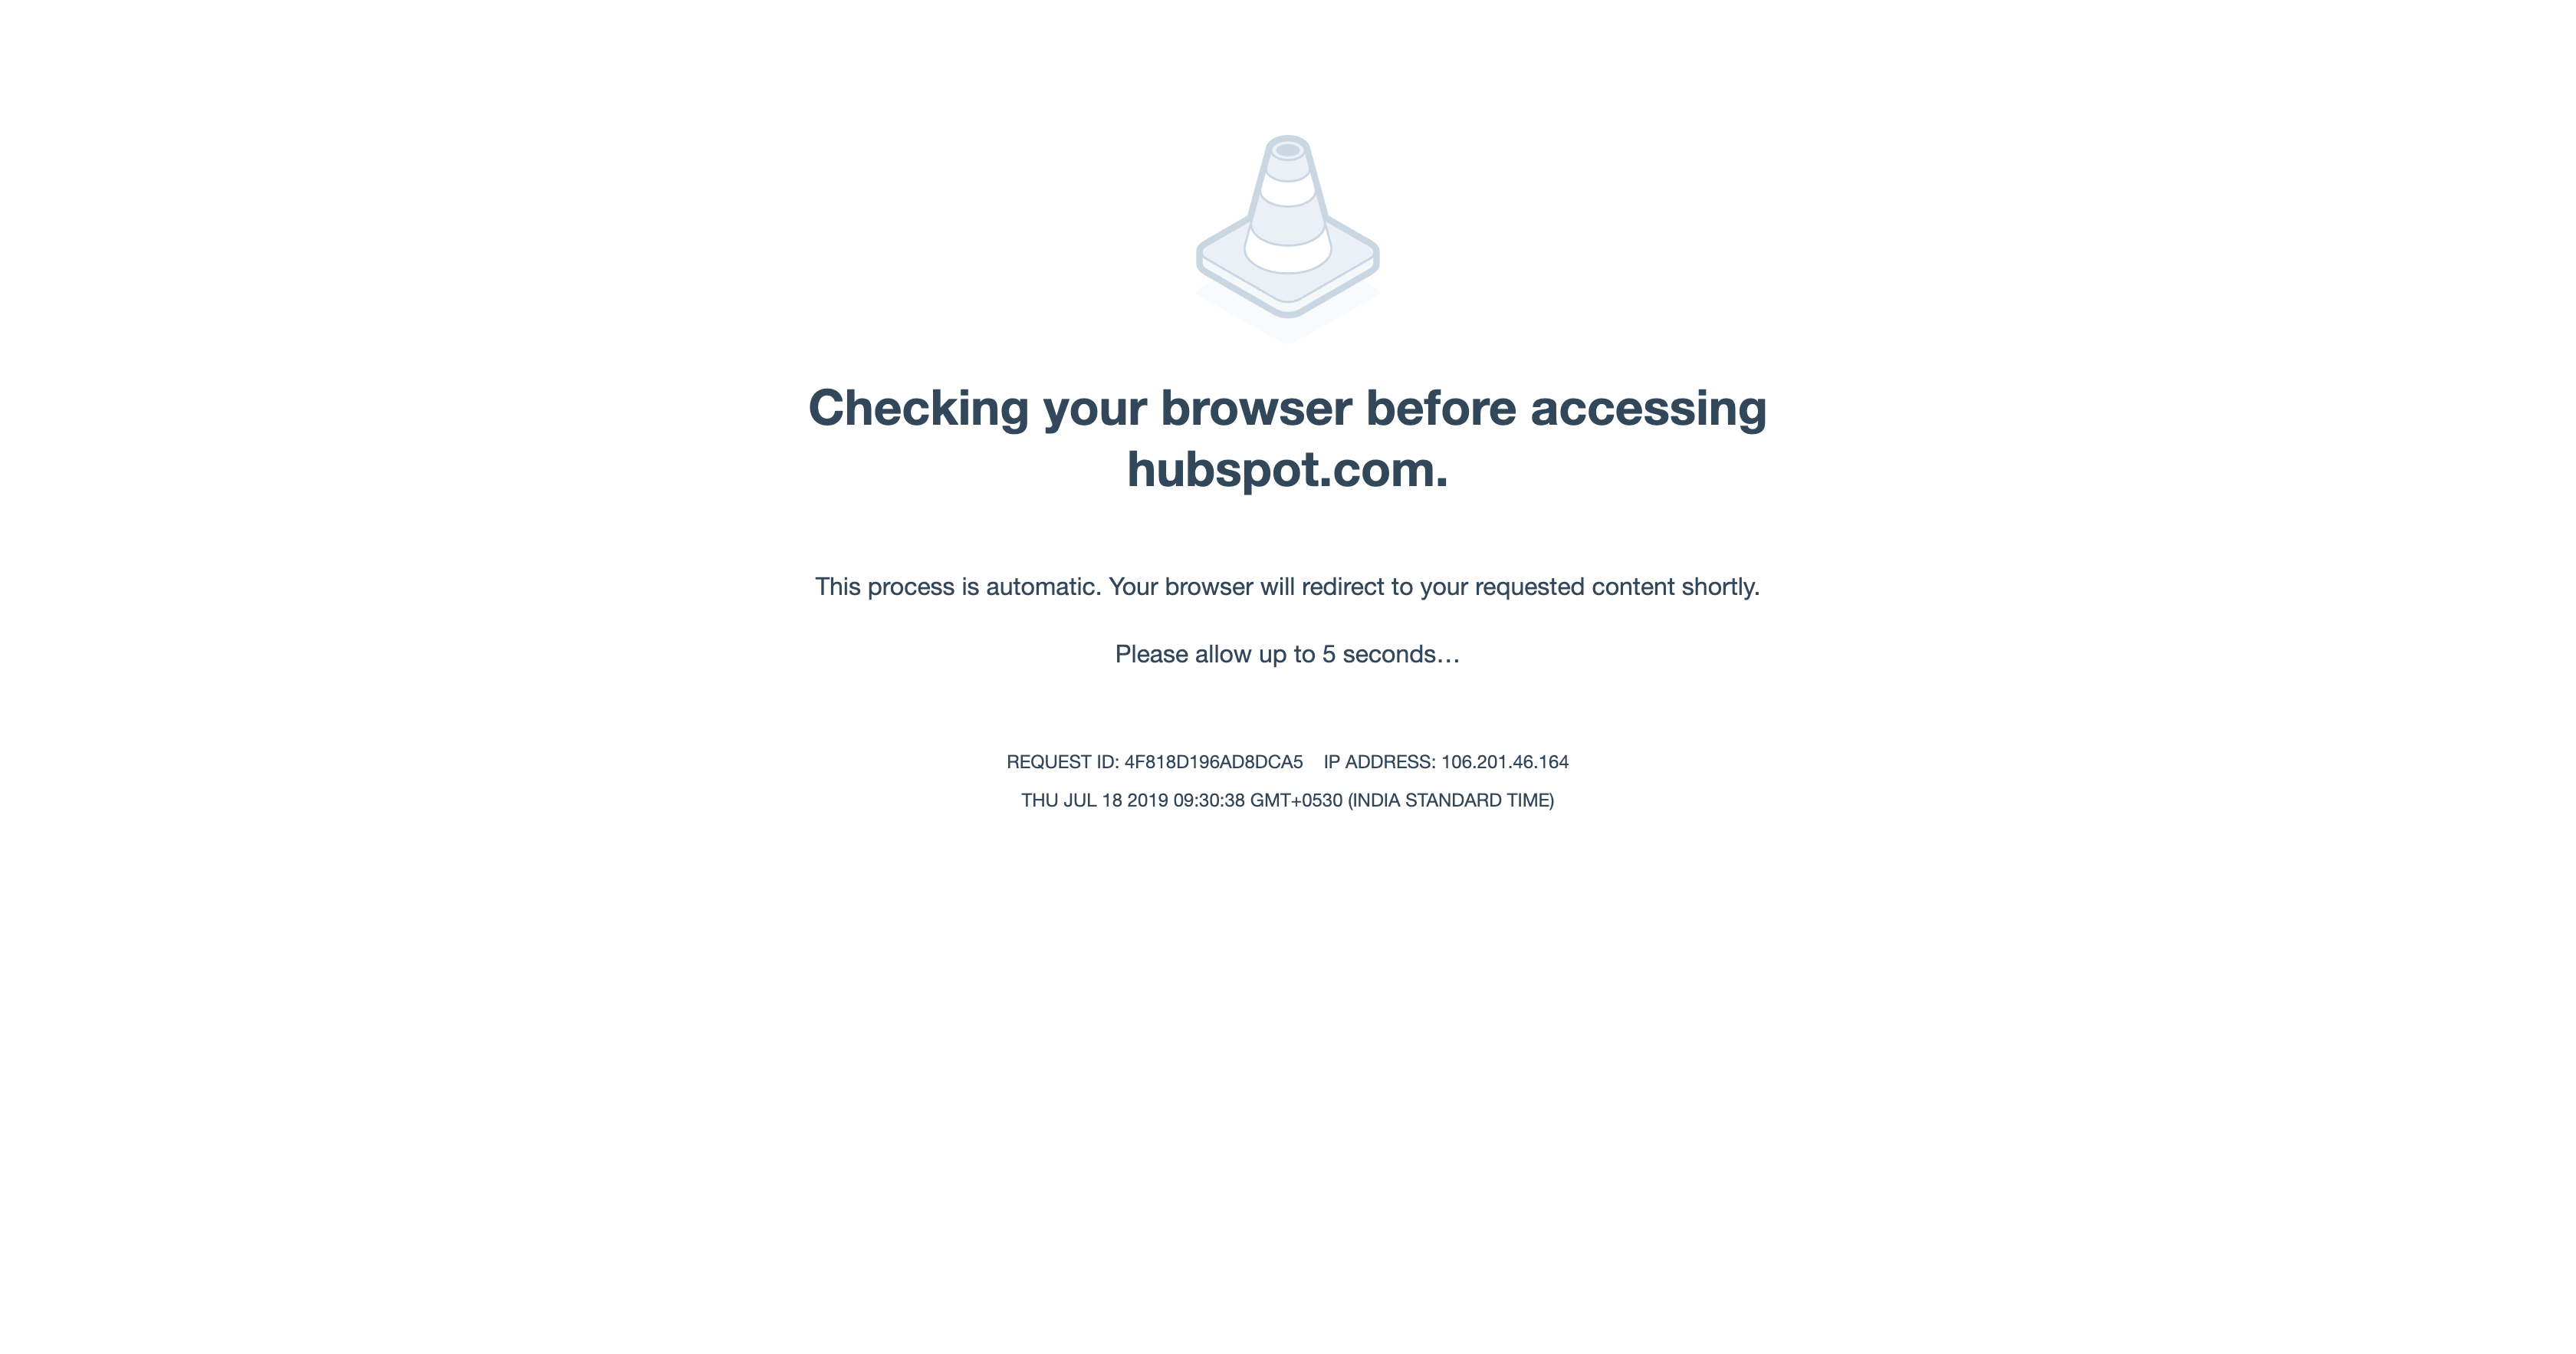 Checking your browser before accessing
hubspot.com.
This process is automatic. Your browser will redirect to your requested content shortly.
Please allow up to 5 seconds…
REQUEST ID: 4F818D196AD8DCA5 IP ADDRESS: 106.201.46.164
THU JUL 18 2019 09:30:38 GMT+0530 (INDIA STANDARD TIME)